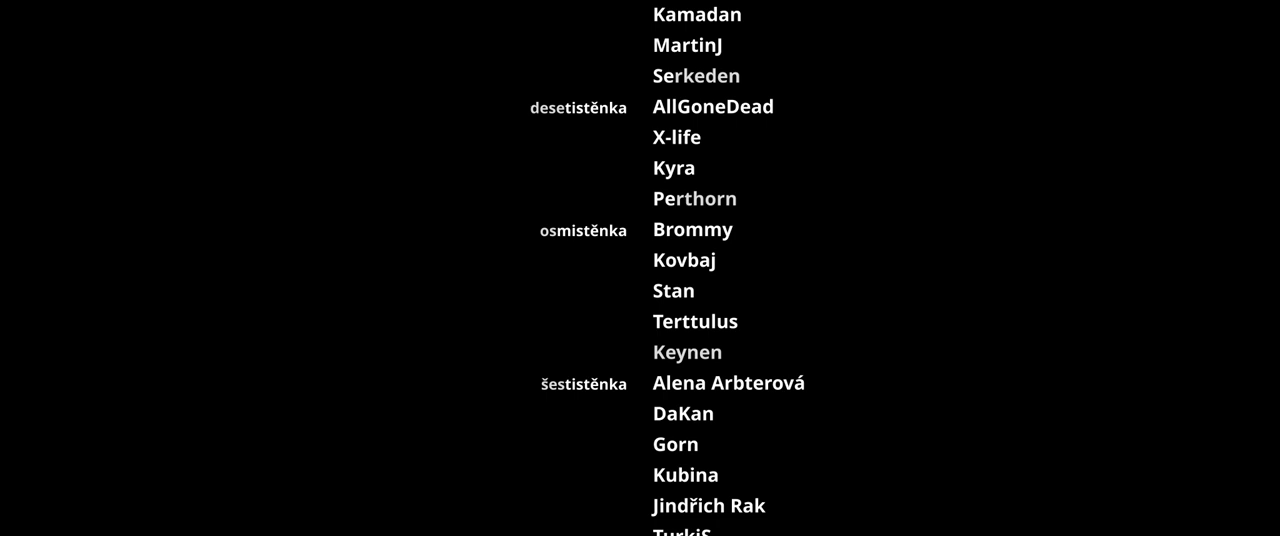 Kamadan
MartinJ
Serkeden
desetistěnka AllGoneDead
X-life
Kyra
Perthorn
osmistěnka Brommy
Kovbaj
Stan
Terttulus
Keynen
šestistěnka Alena Arbterová
DaKan
Gorn
Kubina
Jindřich Rak
TurkiS